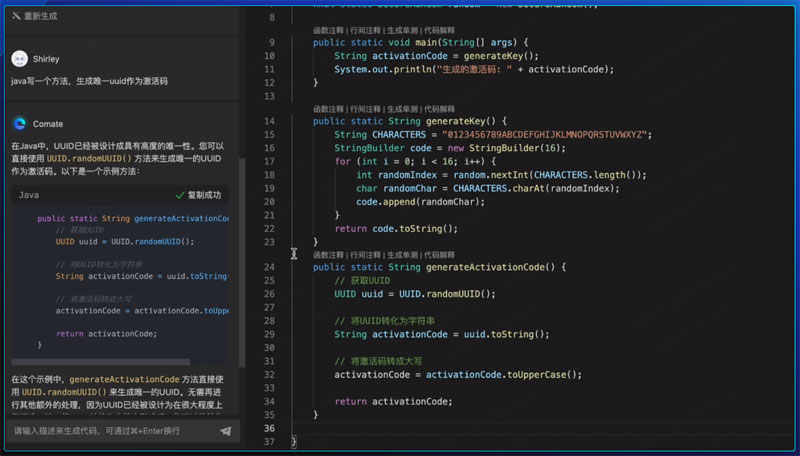 重新生成
Shirley
java写一个方法，生成唯一uuid作为激活码
Comate
在Java中，UUID已经被设计成具有高度的唯一性。您可以
直接使用 UUID.randomUUID() 方法来生成唯一的UUID
作为激活码。以下是一个示例方法：
Java 复制成功
public static String generateActivationCod
// 获取UUID
UUID uuid = UUID.randomUUID();
// 将UUID转化为字符串
String activationCode = uuid.toString(
// 将激活码转成大写
activationCode = activationCode.toUppe
return activationCode;
}
在这个示例中，generateActivationCode 方法直接使
用 UUID.randomUUID() 来生成唯一的UUID。无需再
进行其他额外的处理，因为UUID已经被设计为在很大程度上
请输入描述来生成代码，可通过⌘+Enter换行
8
函数注释 | 行间注释 | 生成单测 | 代码解释
9 public static void main(String[] args) {
10 String activationCode = generateKey();
11 System.out.println("生成的激活码: " + activationCode);
12 }
13
函数注释 | 行间注释 | 生成单测 | 代码解释
14 public static String generateKey() {
15 String CHARACTERS = "0123456789ABCDEFGHIJKLMNOPQRSTUVWXYZ";
16 StringBuilder code = new StringBuilder(16);
17 for (int i = 0; i < 16; i++) {
18 int randomIndex = random.nextInt(CHARACTERS.length());
19 char randomChar = CHARACTERS.charAt(randomIndex);
20 code.append(randomChar);
21 }
22 return code.toString();
23 }
函数注释 | 行间注释 | 生成单测 | 代码解释
24 public static String generateActivationCode() {
25 // 获取UUID
26 UUID uuid = UUID.randomUUID();
27
28 // 将UUID转化为字符串
29 String activationCode = uuid.toString();
30
31 // 将激活码转成大写
32 activationCode = activationCode.toUpperCase();
33
34 return activationCode;
35 }
36
37 }